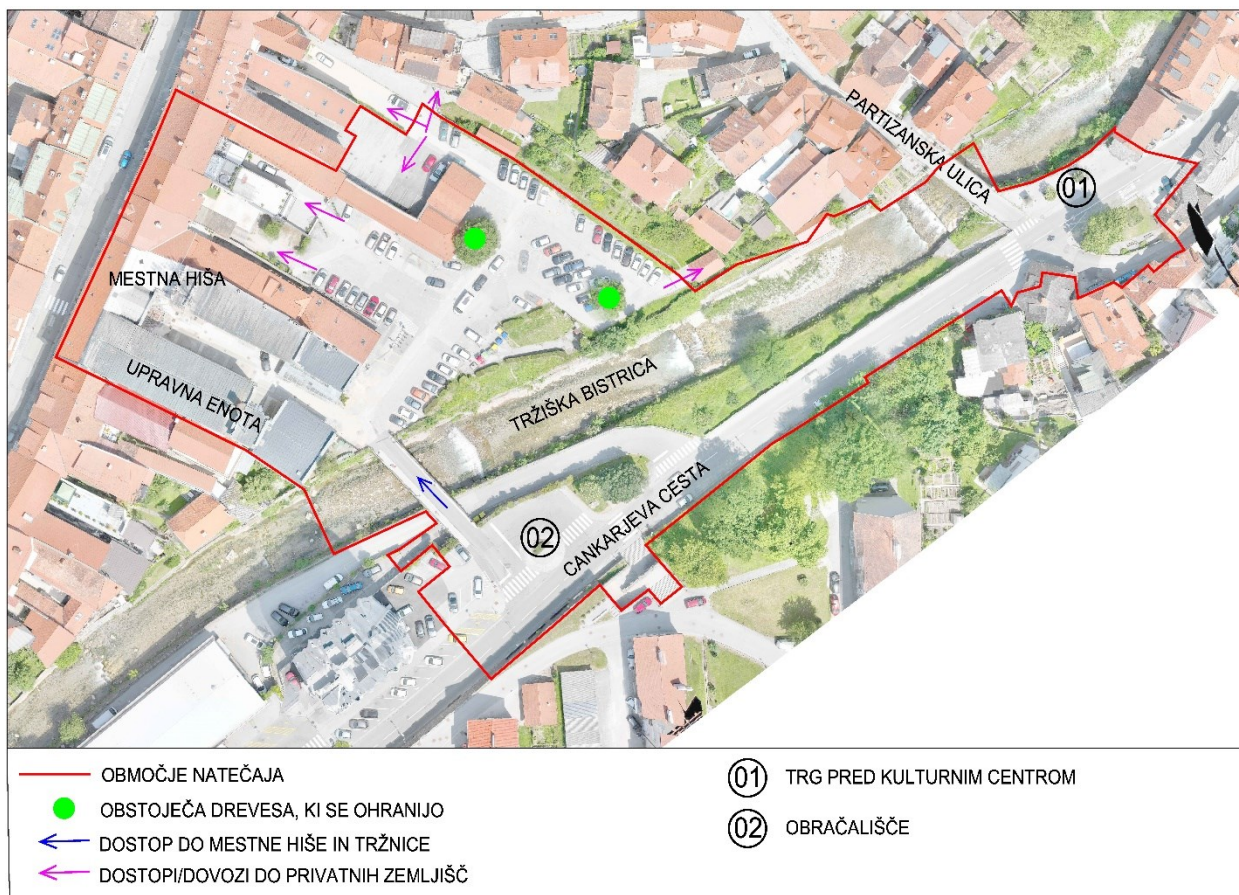 PARTIZANSKA ULICA
01
MESTNA HIŠA
UPRAVNA ENOTA
TRŽIŠKA BISTRICA
02
CANKARJEVA CESTA
OBMOČJE NATEČAJA
OBSTOJEČA DREVESA, KI SE OHRANIJO
DOSTOP DO MESTNE HIŠE IN TRŽNICE
DOSTOPI/DOVOZI DO PRIVATNIH ZEMLJIŠČ
01 TRG PRED KULTURNIM CENTROM
02 OBRAČALIŠČE